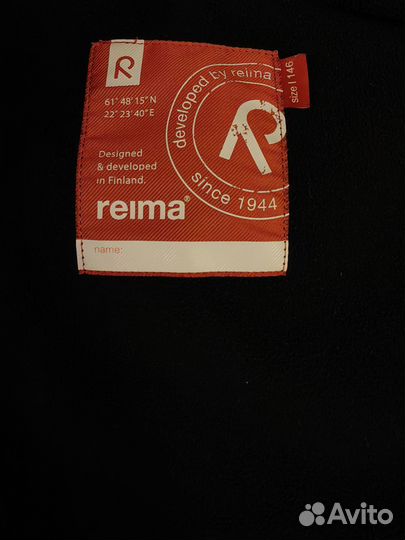 R
61° 48' 15" N
22° 23' 40" E
Designed
& developed
in Finland.
reima®
name:
developed by reima
R
since 1944
size | 146
Avito